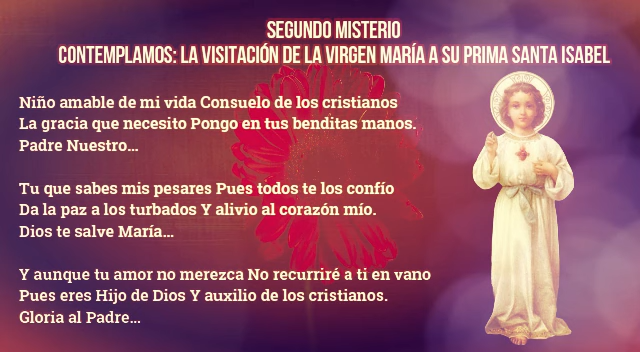 SEGUNDO MISTERIO
CONTEMPLAMOS: LA VISITACIÓN DE LA VIRGEN MARÍA A SU PRIMA SANTA ISABEL
Niño amable de mi vida Consuelo de los cristianos
La gracia que necesito Pongo en tus benditas manos.
Padre Nuestro...
Tu que sabes mis pesares Pues todos te los confío
Da la paz a los turbados Y alivio al corazón mío.
Dios te salve María...
Y aunque tu amor no merezca No recurriré a ti en vano
Pues eres Hijo de Dios Y auxilio de los cristianos.
Gloria al Padre...